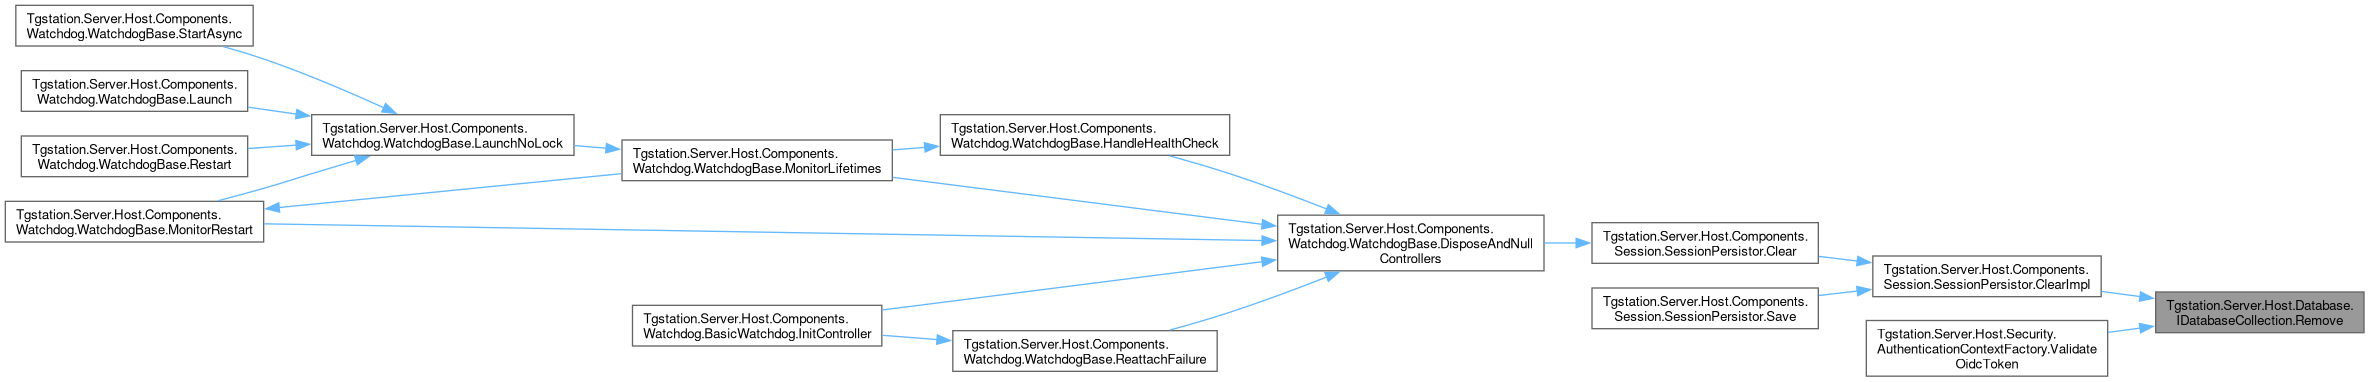 Tgstation.Server.Host.Components.
Watchdog.WatchdogBase.StartAsync
Tgstation.Server.Host.Components.
Watchdog.WatchdogBase.Launch
Tgstation.Server.Host.Components.
Watchdog.WatchdogBase.Restart
Tgstation.Server.Host.Components.
Watchdog.WatchdogBase.MonitorRestart
Tgstation.Server.Host.Components.
Watchdog.WatchdogBase.LaunchNoLock
Tgstation.Server.Host.Components.
Watchdog.WatchdogBase.MonitorLifetimes
Tgstation.Server.Host.Components.
Watchdog.BasicWatchdog.InitController
Tgstation.Server.Host.Components.
Watchdog.WatchdogBase.HandleHealthCheck
Tgstation.Server.Host.Components.
Watchdog.WatchdogBase.ReattachFailure
Tgstation.Server.Host.Components.
Watchdog.WatchdogBase.DisposeAndNull
Controllers
Tgstation.Server.Host.Components.
Session.SessionPersistor.Clear
Tgstation.Server.Host.Components.
Session.SessionPersistor.Save
Tgstation.Server.Host.Components.
Session.SessionPersistor.ClearImpl
Tgstation.Server.Host.Security.
AuthenticationContextFactory.Validate
OidcToken
Tgstation.Server.Host.Database.
IDatabaseCollection.Remove